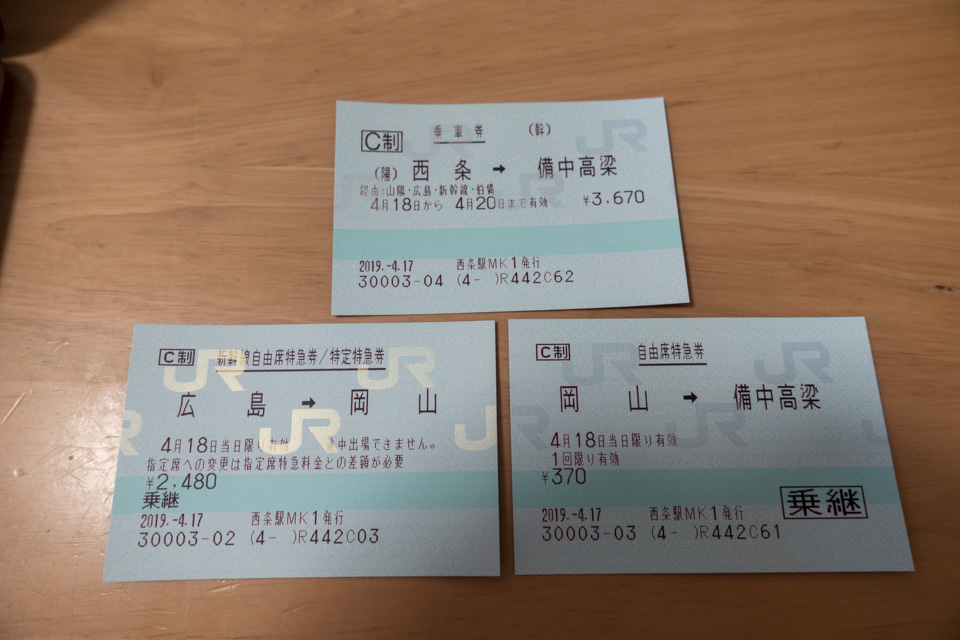 C制 乗車券 (幹)
(陽) 西条 → 備中高梁
経由:山陽・広島・新幹線・伯備
4月18日から 4月20日まで有効 ¥3,670
2019.-4.17 西条駅MK1発行
30003-04 (4- )R442C62
C制 新幹線自由席特急券/特定特急券
広島 → 岡山
4月18日当日限り有効 途中出場できません。
指定席への変更は指定席特急料金との差額が必要
¥2,480
乗継
2019.-4.17 西条駅MK1発行
30003-02 (4- )R442C03
C制 自由席特急券
岡山 → 備中高梁
4月18日当日限り有効
1回限り有効
¥370
乗継
2019.-4.17 西条駅MK1発行
30003-03 (4- )R442C61